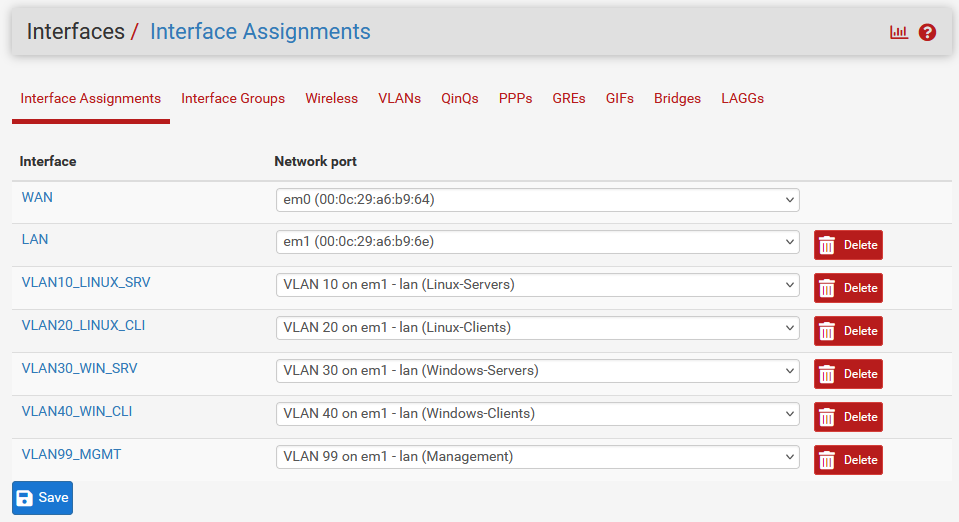 Interfaces / Interface Assignments
Interface Assignments Interface Groups Wireless VLANs QinQs PPPs GREs GIFs Bridges LAGGs
Interface Network port
WAN em0 (00:0c:29:a6:b9:64)
LAN em1 (00:0c:29:a6:b9:6e) Delete
VLAN10_LINUX_SRV VLAN 10 on em1 - lan (Linux-Servers) Delete
VLAN20_LINUX_CLI VLAN 20 on em1 - lan (Linux-Clients) Delete
VLAN30_WIN_SRV VLAN 30 on em1 - lan (Windows-Servers) Delete
VLAN40_WIN_CLI VLAN 40 on em1 - lan (Windows-Clients) Delete
VLAN99_MGMT VLAN 99 on em1 - lan (Management) Delete
Save